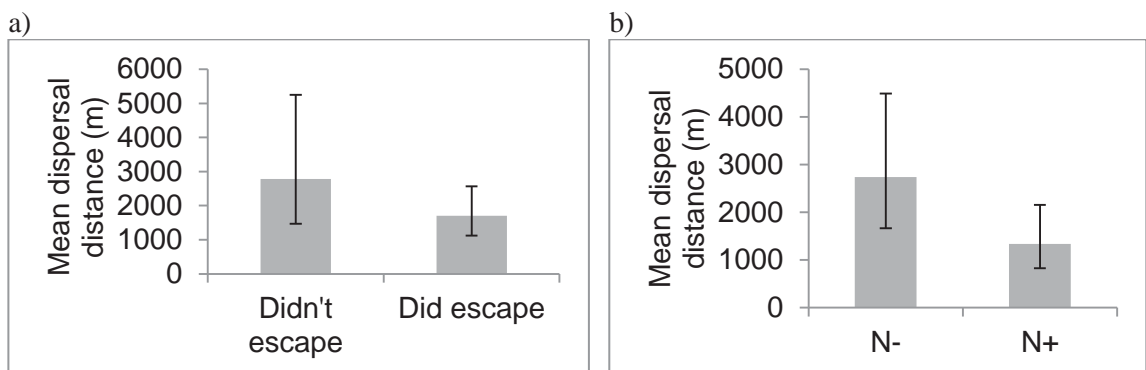 a)
Mean dispersal
distance (m)
6000
5000
4000
3000
2000
1000
0
Didn't
escape
Did escape
b)
Mean dispersal
distance (m)
5000
4000
3000
2000
1000
0
N-
N+